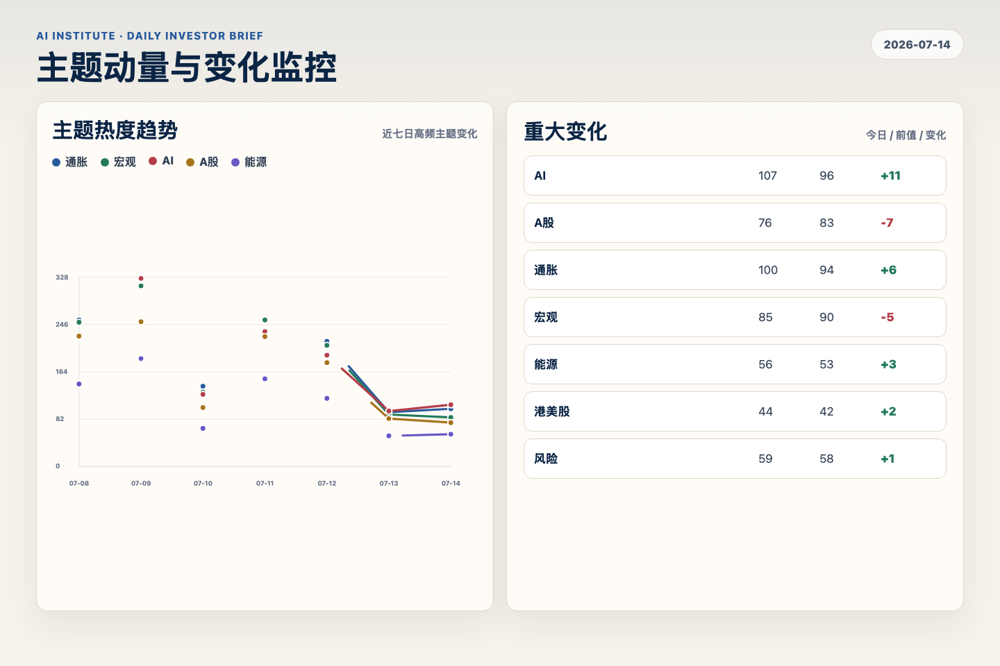 AI INSTITUTE · DAILY INVESTOR BRIEF
主题动量与变化监控
2026-07-14
主题热度趋势
近七日高频主题变化
通胀 宏观 AI A股 能源
328
246
164
82
0
07-08 07-09 07-10 07-11 07-12 07-13 07-14
重大变化
今日 / 前值 / 变化
AI 107 96 +11
A股 76 83 -7
通胀 100 94 +6
宏观 85 90 -5
能源 56 53 +3
港美股 44 42 +2
风险 59 58 +1